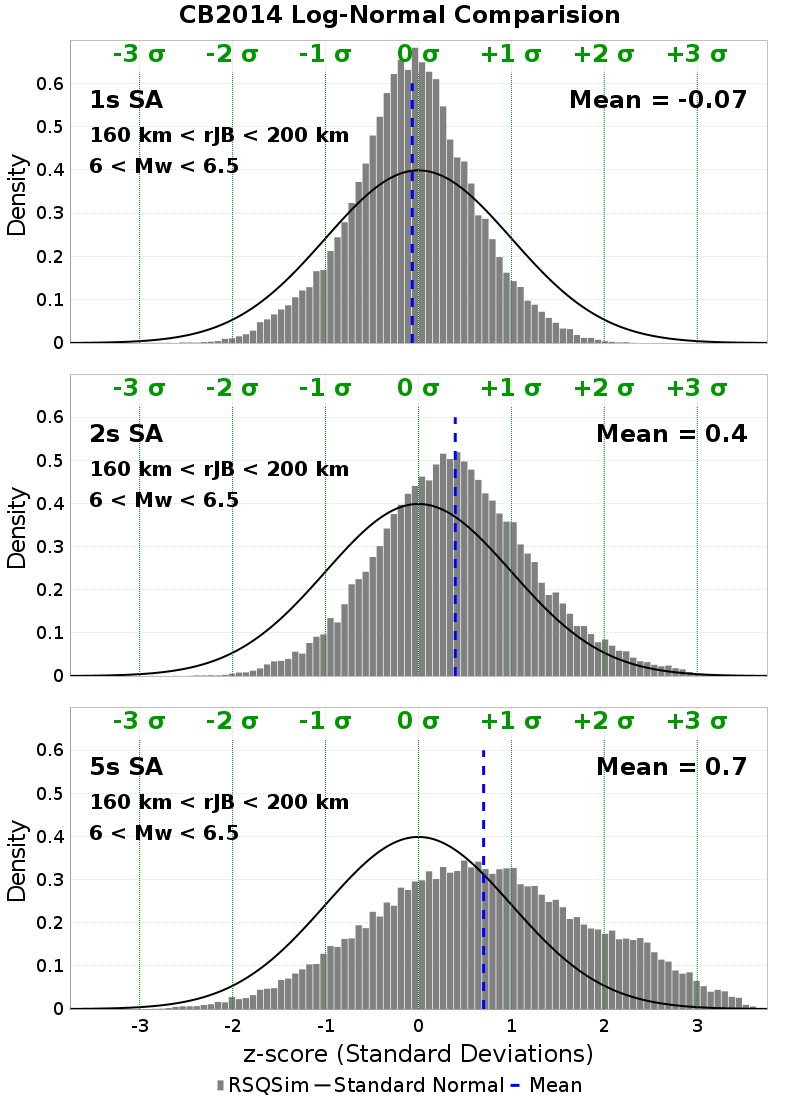 CB2014 Log-Normal Comparision
-3 σ -2 σ -1 σ 0 σ +1 σ +2 σ +3 σ
1s SA
Mean = -0.07
160 km < rJB < 200 km
6 < Mw < 6.5
Density
0.6
0.5
0.4
0.3
0.2
0.1
0
-3 σ -2 σ -1 σ 0 σ +1 σ +2 σ +3 σ
2s SA
Mean = 0.4
160 km < rJB < 200 km
6 < Mw < 6.5
Density
0.6
0.5
0.4
0.3
0.2
0.1
0
-3 σ -2 σ -1 σ 0 σ +1 σ +2 σ +3 σ
5s SA
Mean = 0.7
160 km < rJB < 200 km
6 < Mw < 6.5
Density
0.6
0.5
0.4
0.3
0.2
0.1
0
-3 -2 -1 0 1 2 3
z-score (Standard Deviations)
RSQSim Standard Normal Mean